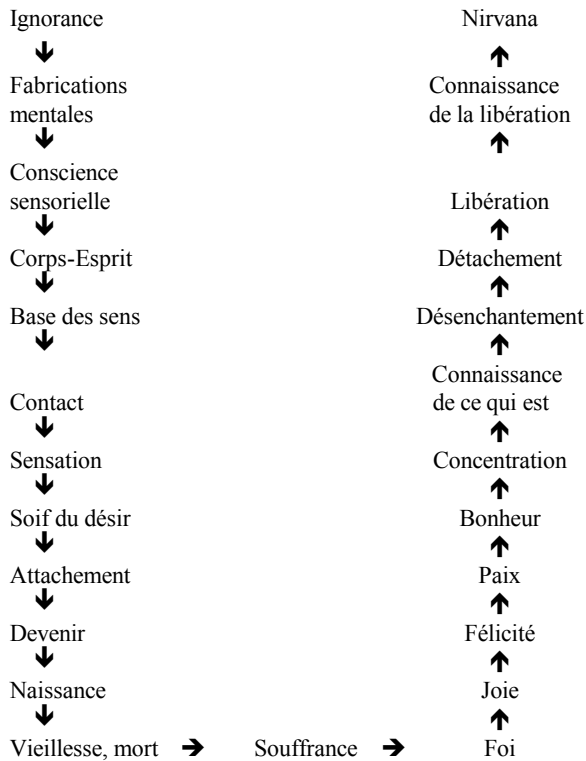 Ignorance
Fabrications
mentales
Conscience
sensorielle
Corps-Esprit
Base des sens
Contact
Sensation
Soif du désir
Attachement
Devenir
Naissance
Vieillesse, mort ➔ Souffrance ➔ Foi
Nirvana
Connaissance
de la libération
Libération
Détachement
Désenchantement
Connaissance
de ce qui est
Concentration
Bonheur
Paix
Félicité
Joie